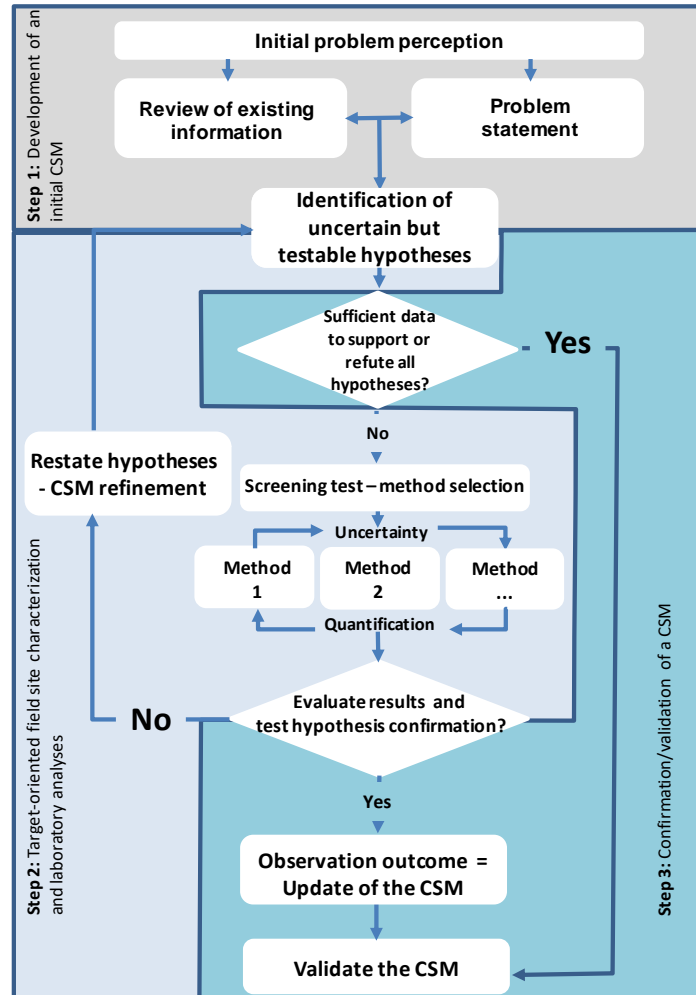 Initial problem perception
Review of existing
information
Problem
statement
Step 1: Development of an
initial CSM
Identification of
uncertain but
testable hypotheses
Sufficient data
to support or
refute all
hypotheses?
Yes
No
Restate hypotheses
- CSM refinement
Screening test – method selection
Uncertainty
Method
1
Method
2
Method
...
Quantification
Evaluate results and
test hypothesis confirmation?
No
Yes
Observation outcome =
Update of the CSM
Validate the CSM
Step 2: Target-oriented field site characterization
and laboratory analyses
Step 3: Confirmation/validation of a CSM